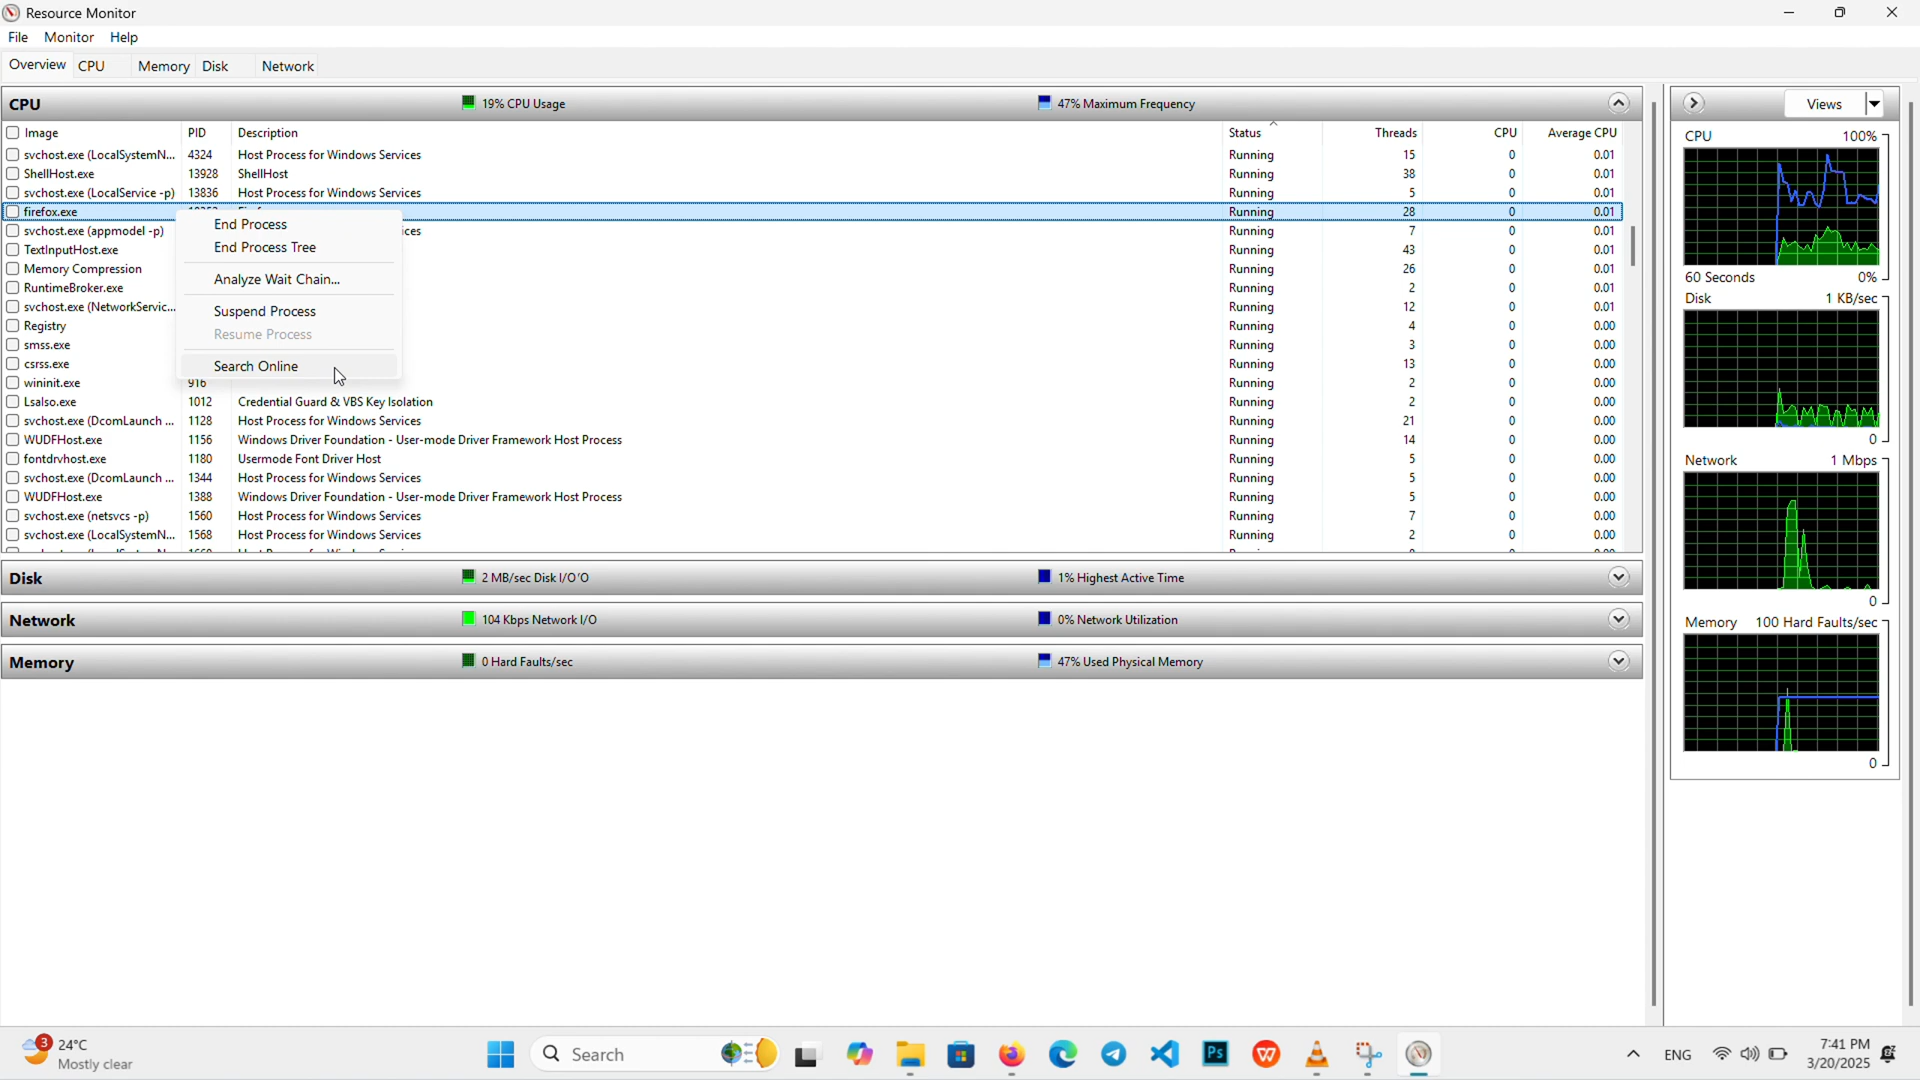 Resource Monitor
File Monitor Help
Overview CPU Memory Disk Network
CPU 19% CPU Usage 47% Maximum Frequency
Image PID Description Status Threads CPU Average CPU
svchost.exe (LocalSystemN... 4324 Host Process for Windows Services Running 15 0 0.01
ShellHost.exe 13928 ShellHost Running 38 0 0.01
svchost.exe (LocalService -p) 13836 Host Process for Windows Services Running 5 0 0.01
firefox.exe Running 28 0 0.01
svchost.exe (appmodel -p) ices Running 7 0 0.01
TextInputHost.exe Running 43 0 0.01
Memory Compression Running 26 0 0.01
RuntimeBroker.exe Running 2 0 0.01
svchost.exe (NetworkServic... Running 12 0 0.01
Registry Running 4 0 0.00
smss.exe Running 3 0 0.00
csrss.exe Running 13 0 0.00
wininit.exe 916 Running 2 0 0.00
Lsalso.exe 1012 Credential Guard & VBS Key Isolation Running 2 0 0.00
svchost.exe (DcomLaunch ... 1128 Host Process for Windows Services Running 21 0 0.00
WUDFHost.exe 1156 Windows Driver Foundation - User-mode Driver Framework Host Process Running 14 0 0.00
fontdrvhost.exe 1180 Usermode Font Driver Host Running 5 0 0.00
svchost.exe (DcomLaunch ... 1344 Host Process for Windows Services Running 5 0 0.00
WUDFHost.exe 1388 Windows Driver Foundation - User-mode Driver Framework Host Process Running 5 0 0.00
svchost.exe (netsvcs -p) 1560 Host Process for Windows Services Running 7 0 0.00
svchost.exe (LocalSystemN... 1568 Host Process for Windows Services Running 2 0 0.00
End Process
End Process Tree
Analyze Wait Chain...
Suspend Process
Resume Process
Search Online
Disk 2 MB/sec Disk I/O'O 1% Highest Active Time
Network 104 Kbps Network I/O 0% Network Utilization
Memory 0 Hard Faults/sec 47% Used Physical Memory
Views
CPU 100%
60 Seconds 0%
Disk 1 KB/sec
0
Network 1 Mbps
0
Memory 100 Hard Faults/sec
0
3 24°C
Mostly clear
Search
Ps
W
ENG
7:41 PM
3/20/2025